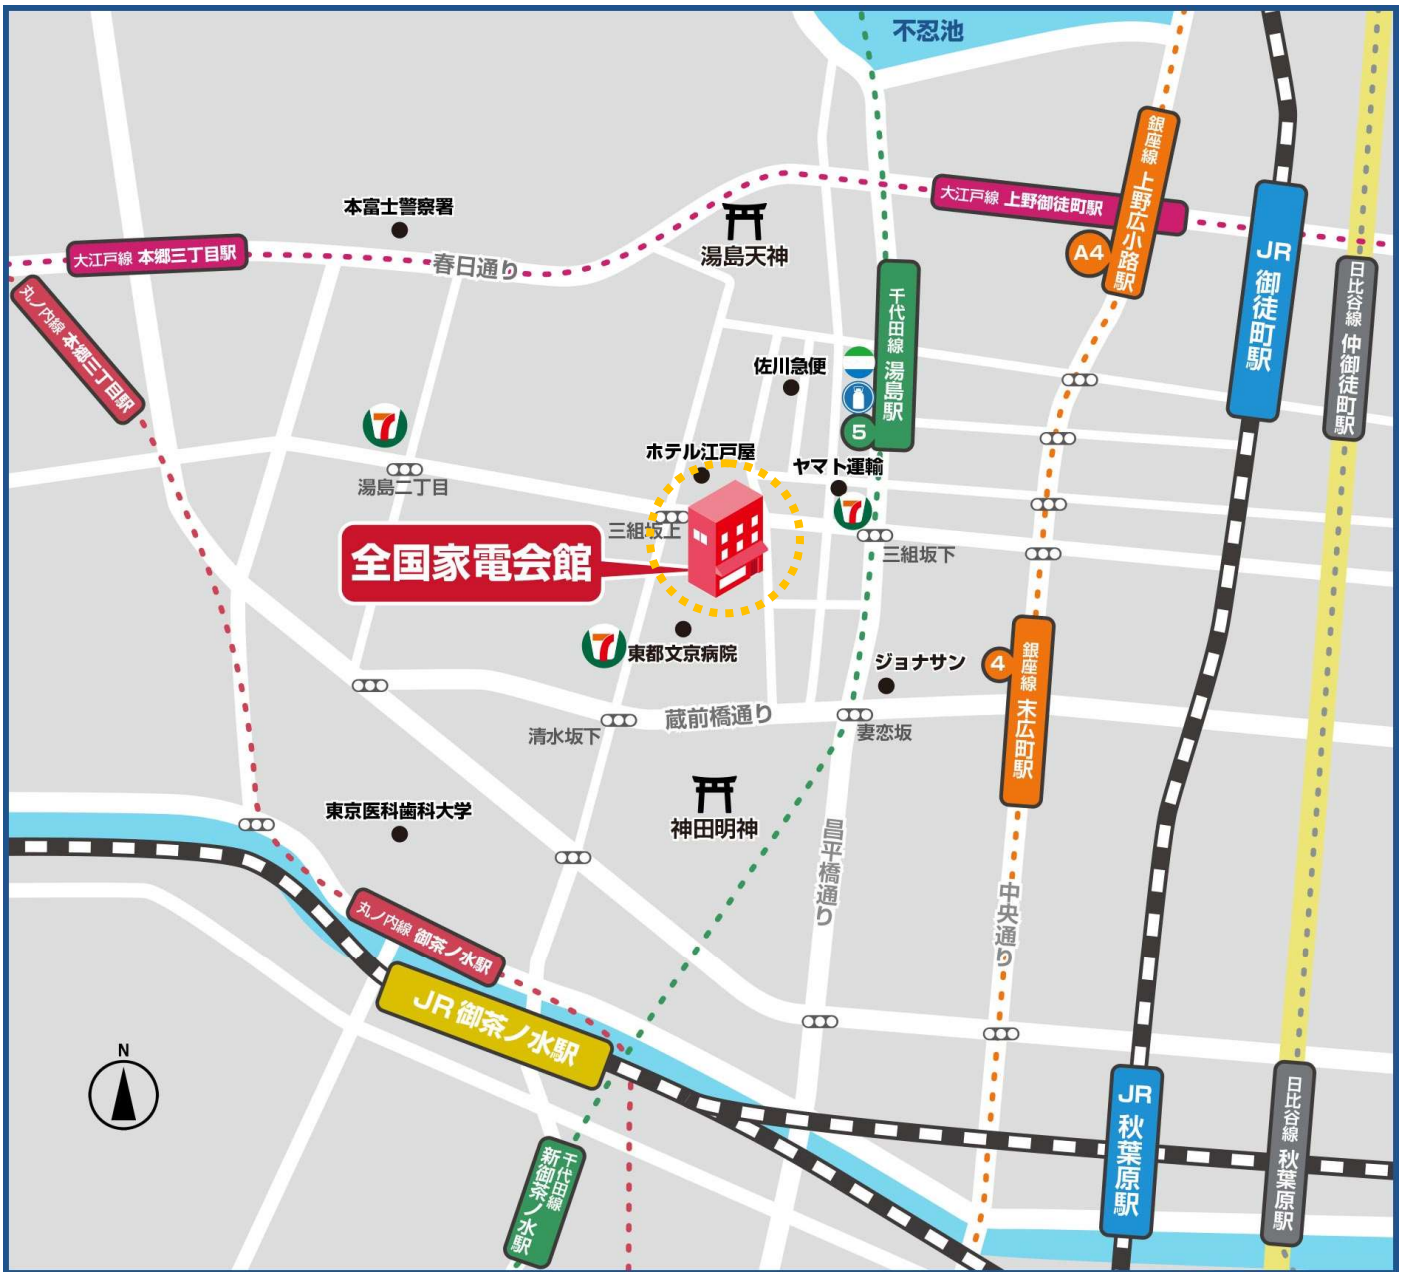 不忍池
銀座線 上野広小路駅
A4
本富士警察署
大江戸線 上野御徒町駅
湯島天神
大江戸線 本郷三丁目駅
春日通り
JR 御徒町駅
日比谷線 仲御徒町駅
丸ノ内線 本郷三丁目駅
千代田線 湯島駅
5
佐川急便
7
ホテル江戸屋
ヤマト運輸
湯島二丁目
7
三組坂上
三組坂下
全国家電会館
7
東都文京病院
ジョナサン
4
銀座線 末広町駅
清水坂下
蔵前橋通り
妻恋坂
東京医科歯科大学
神田明神
昌平橋通り
中央通り
丸ノ内線 御茶ノ水駅
JR 御茶ノ水駅
N
JR 秋葉原駅
日比谷線 秋葉原駅
千代田線
新御茶ノ水駅